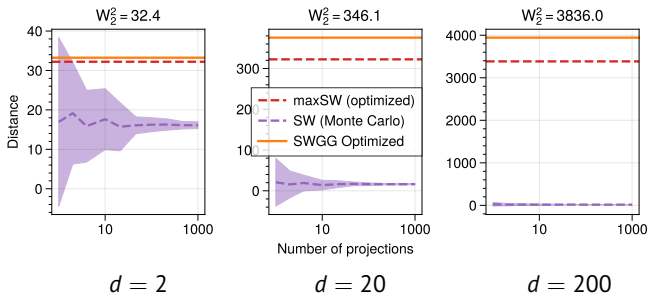 W₂² = 32.4
W₂² = 346.1
W₂² = 3836.0
Distance
40
30
20
10
0
10
1000
300
200
100
0
10
1000
4000
3000
2000
1000
0
10
1000
maxSW (optimized)
SW (Monte Carlo)
SWGG Optimized
Number of projections
d = 2
d = 20
d = 200